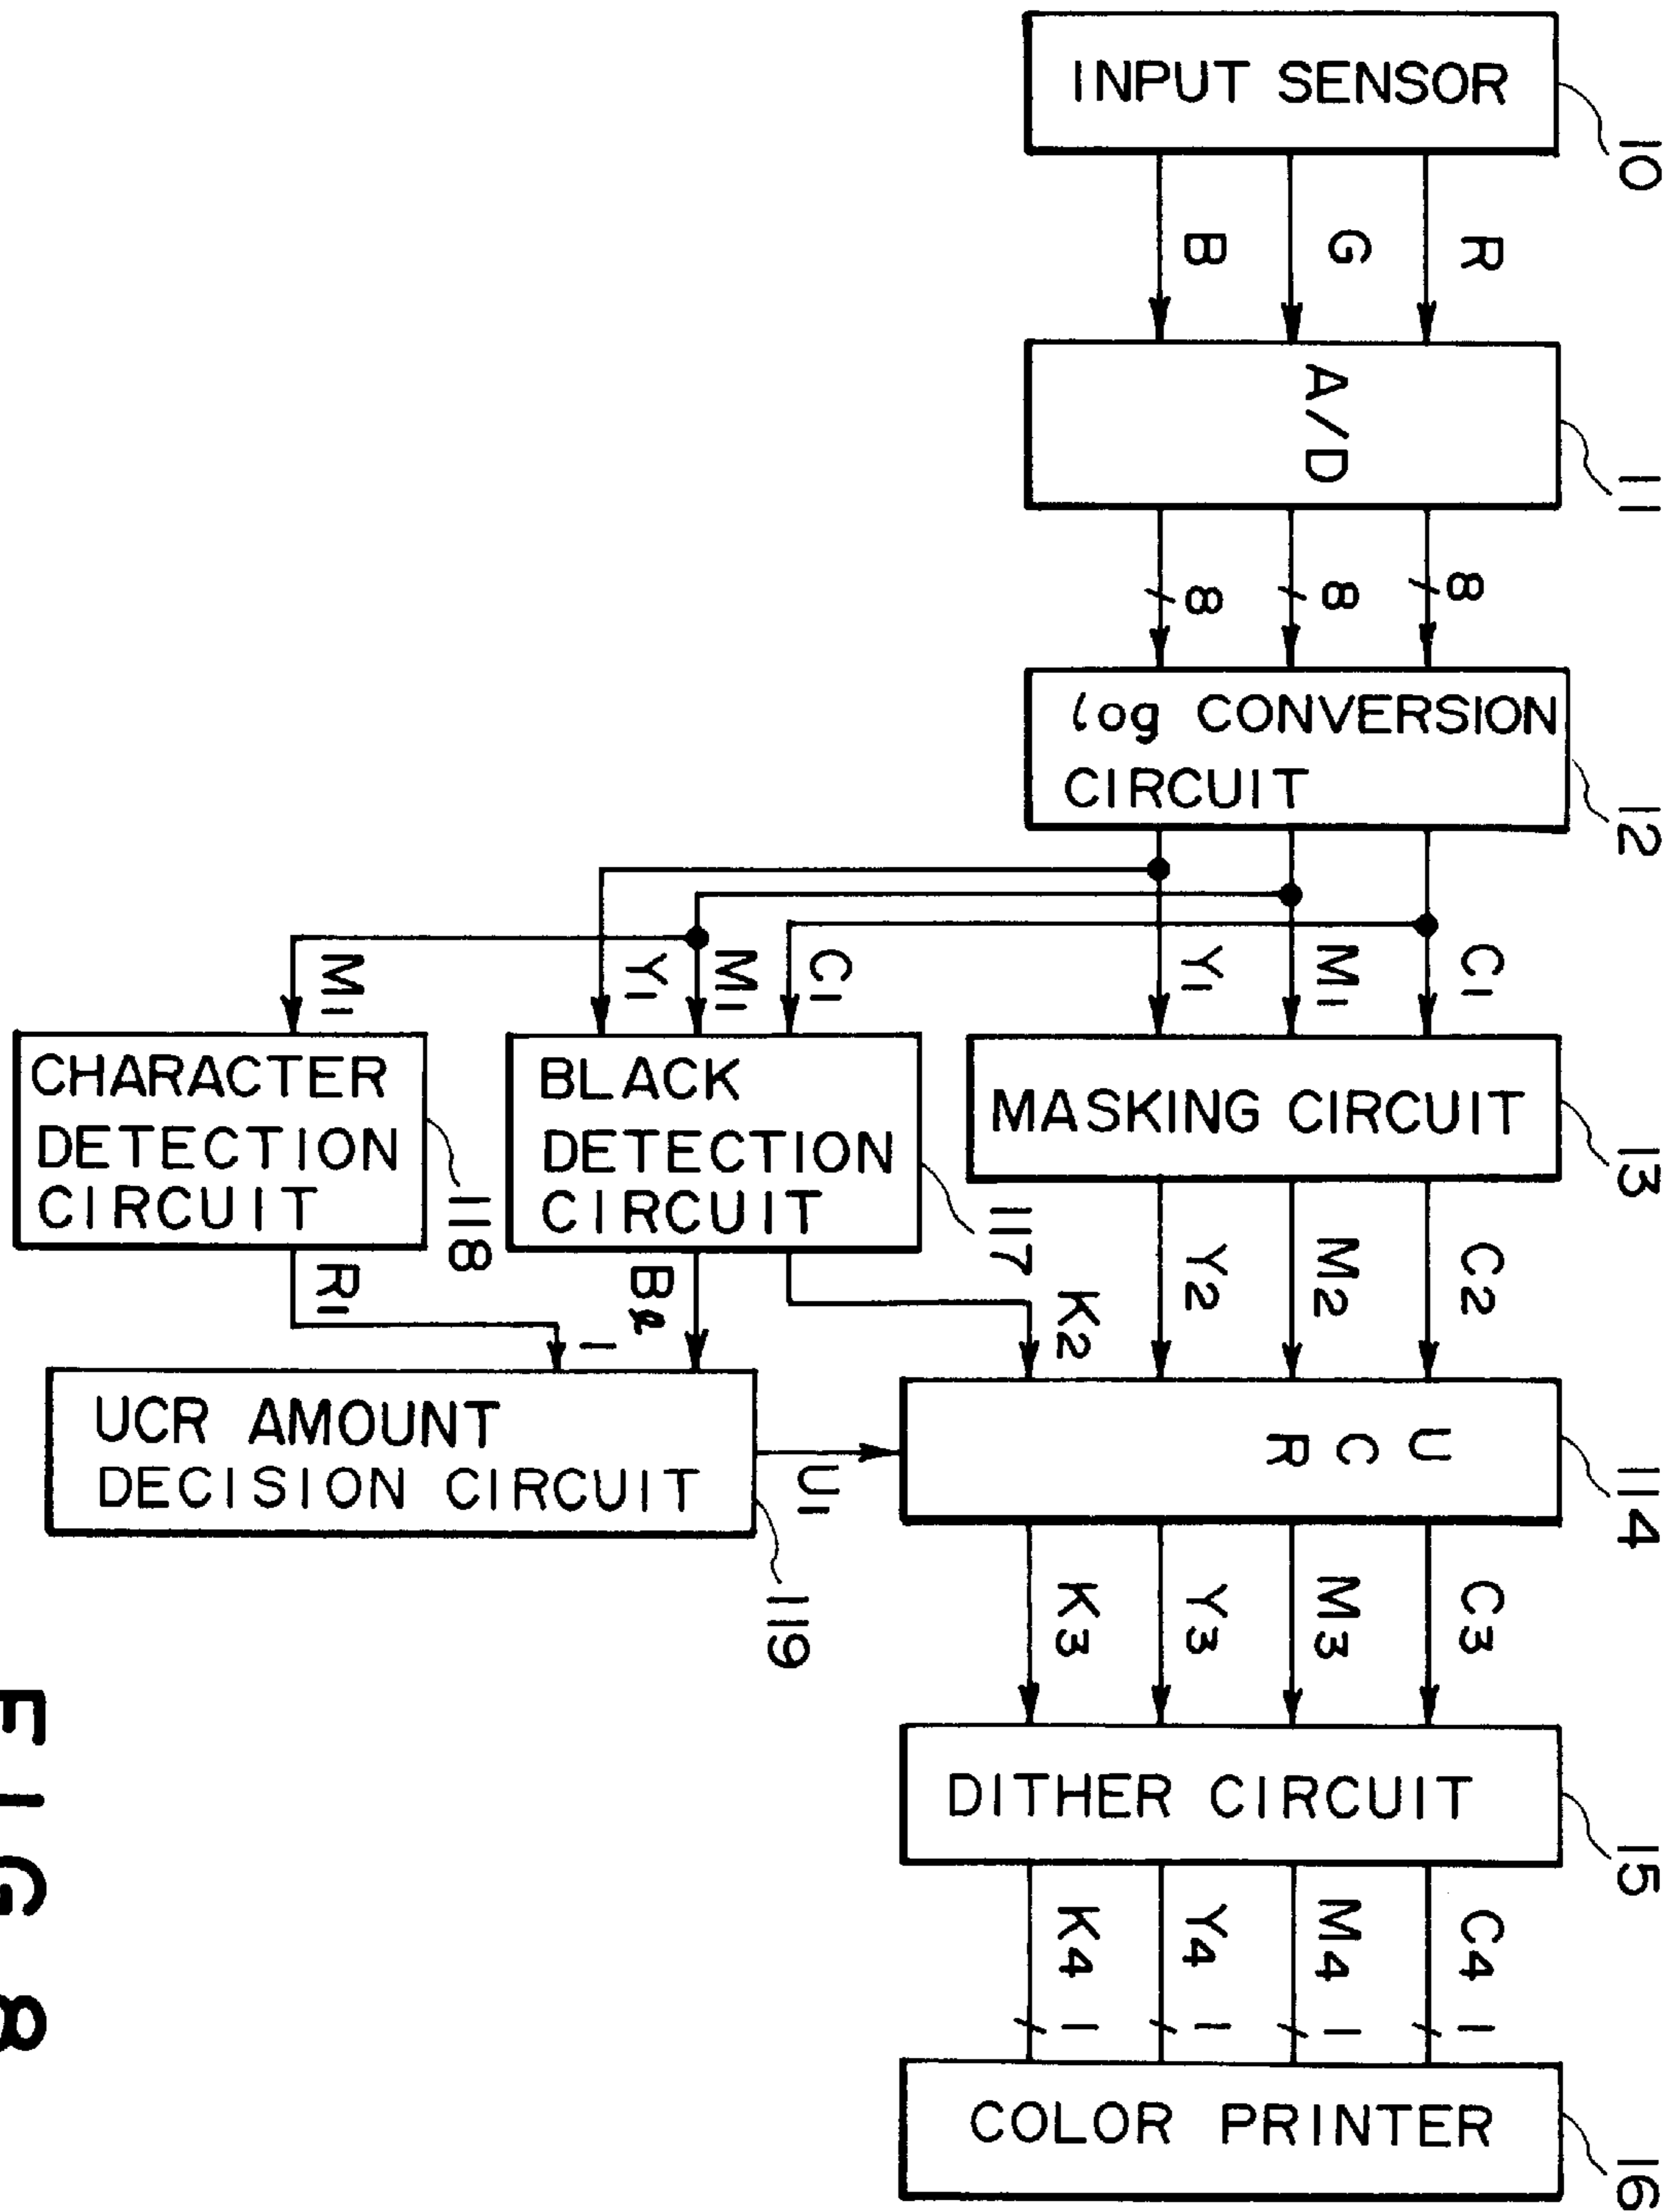 INPUT SENSOR
10
R
G
B
A/D
11
8
8
8
log CONVERSION
CIRCUIT
12
C1
M1
Y1
C1
M1
Y1
M1
MASKING CIRCUIT
13
BLACK
DETECTION
CIRCUIT
117
CHARACTER
DETECTION
CIRCUIT
118
C2
M2
Y2
K2
Bℓ
R1
1
UCR
114
UCR AMOUNT
DECISION CIRCUIT
119
U1
C3
M3
Y3
K3
DITHER CIRCUIT
15
C4 1
M4 1
Y4 1
K4 1
COLOR PRINTER
16
FIG 8